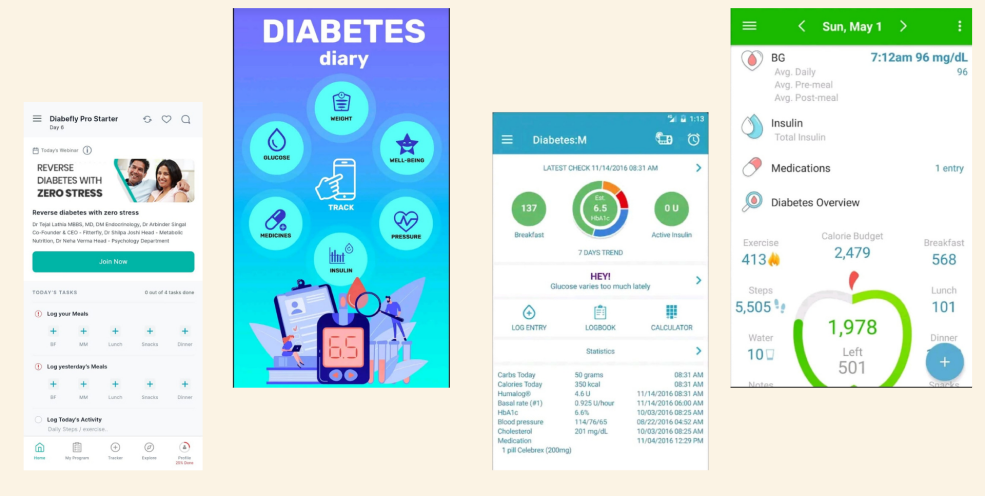 Diabefly Pro Starter
Day 6
Today's Webinar
REVERSE
DIABETES WITH
ZERO STRESS
Reverse diabetes with zero stress
Dr Tejal Lathia MBBS, MD, DM Endocrinology, Dr Arbinder Singal
Co-Founder & CEO - Fitterfly, Dr Shilpa Joshi Head - Metabolic
Nutrition, Dr Neha Verma Head - Psychology Department
Join Now
TODAY'S TASKS 0 out of 4 tasks done
Log your Meals
BF MM Lunch Snacks Dinner
Log yesterday's Meals
BF MM Lunch Snacks Dinner
Log Today's Activity
Daily Steps / exercise.
Home My Program Tracker Explore Profile
DIABETES
diary
WEIGHT
GLUCOSE
WELL-BEING
TRACK
MEDICINES
PRESSURE
INSULIN
6.5
1:13
Diabetes:M
LATEST CHECK 11/14/2016 08:31 AM
137
Est.
6.5
HbA1c
0 U
Breakfast
Active Insulin
7 DAYS TREND
HEY!
Glucose varies too much
lately
LOG ENTRY LOGBOOK CALCULATOR
Statistics
Carbs Today 50 grams 08:31 AM
Calories Today 350 kcal 08:31 AM
Humalog® 4.6 U 11/14/2016 08:31 AM
Basal rate (#1) 0.925 U/hour 11/14/2016 06:00 AM
HbA1c 6.6% 10/03/2016 08:25 AM
Blood pressure 114/76/65 08/22/2016 04:52 AM
Cholesterol 201 mg/dL 10/03/2016 08:25 AM
Medication 11/04/2016 12:29 PM
1 pill Celebrex (200mg)
Sun, May 1
BG 7:12am 96 mg/dL
Avg. Daily 96
Avg. Pre-meal
Avg. Post-meal
Insulin
Total Insulin
Medications 1 entry
Diabetes Overview
Exercise
413
Calorie Budget
2,479
Breakfast
568
Steps
5,505
Lunch
101
1,978
Left
501
Water
10
Dinner
Notes
Snacks